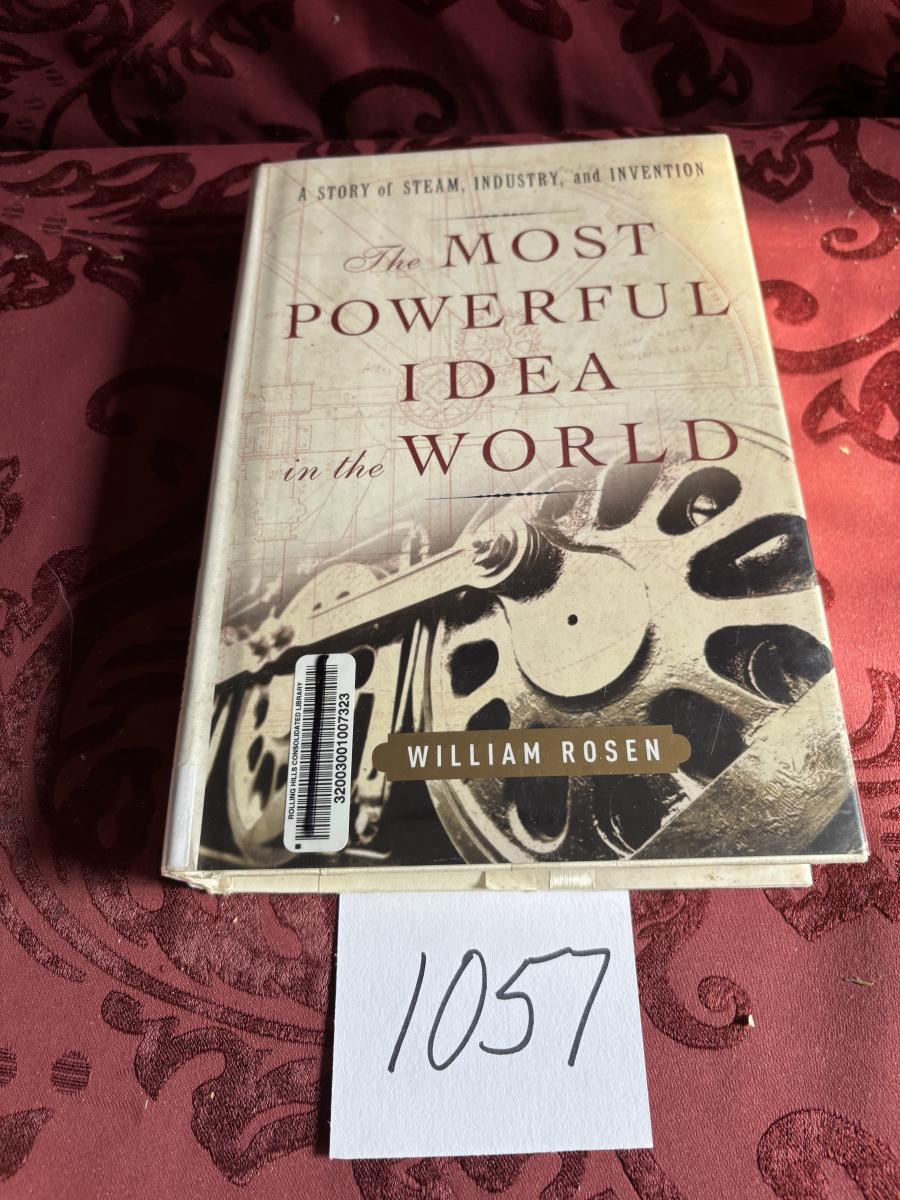 A STORY of STEAM, INDUSTRY, and INVENTION
The MOST
POWERFUL
IDEA
in the WORLD
ROLLING HILLS CONSOLIDATED LIBRARY
32003001007323
WILLIAM ROSEN
1057